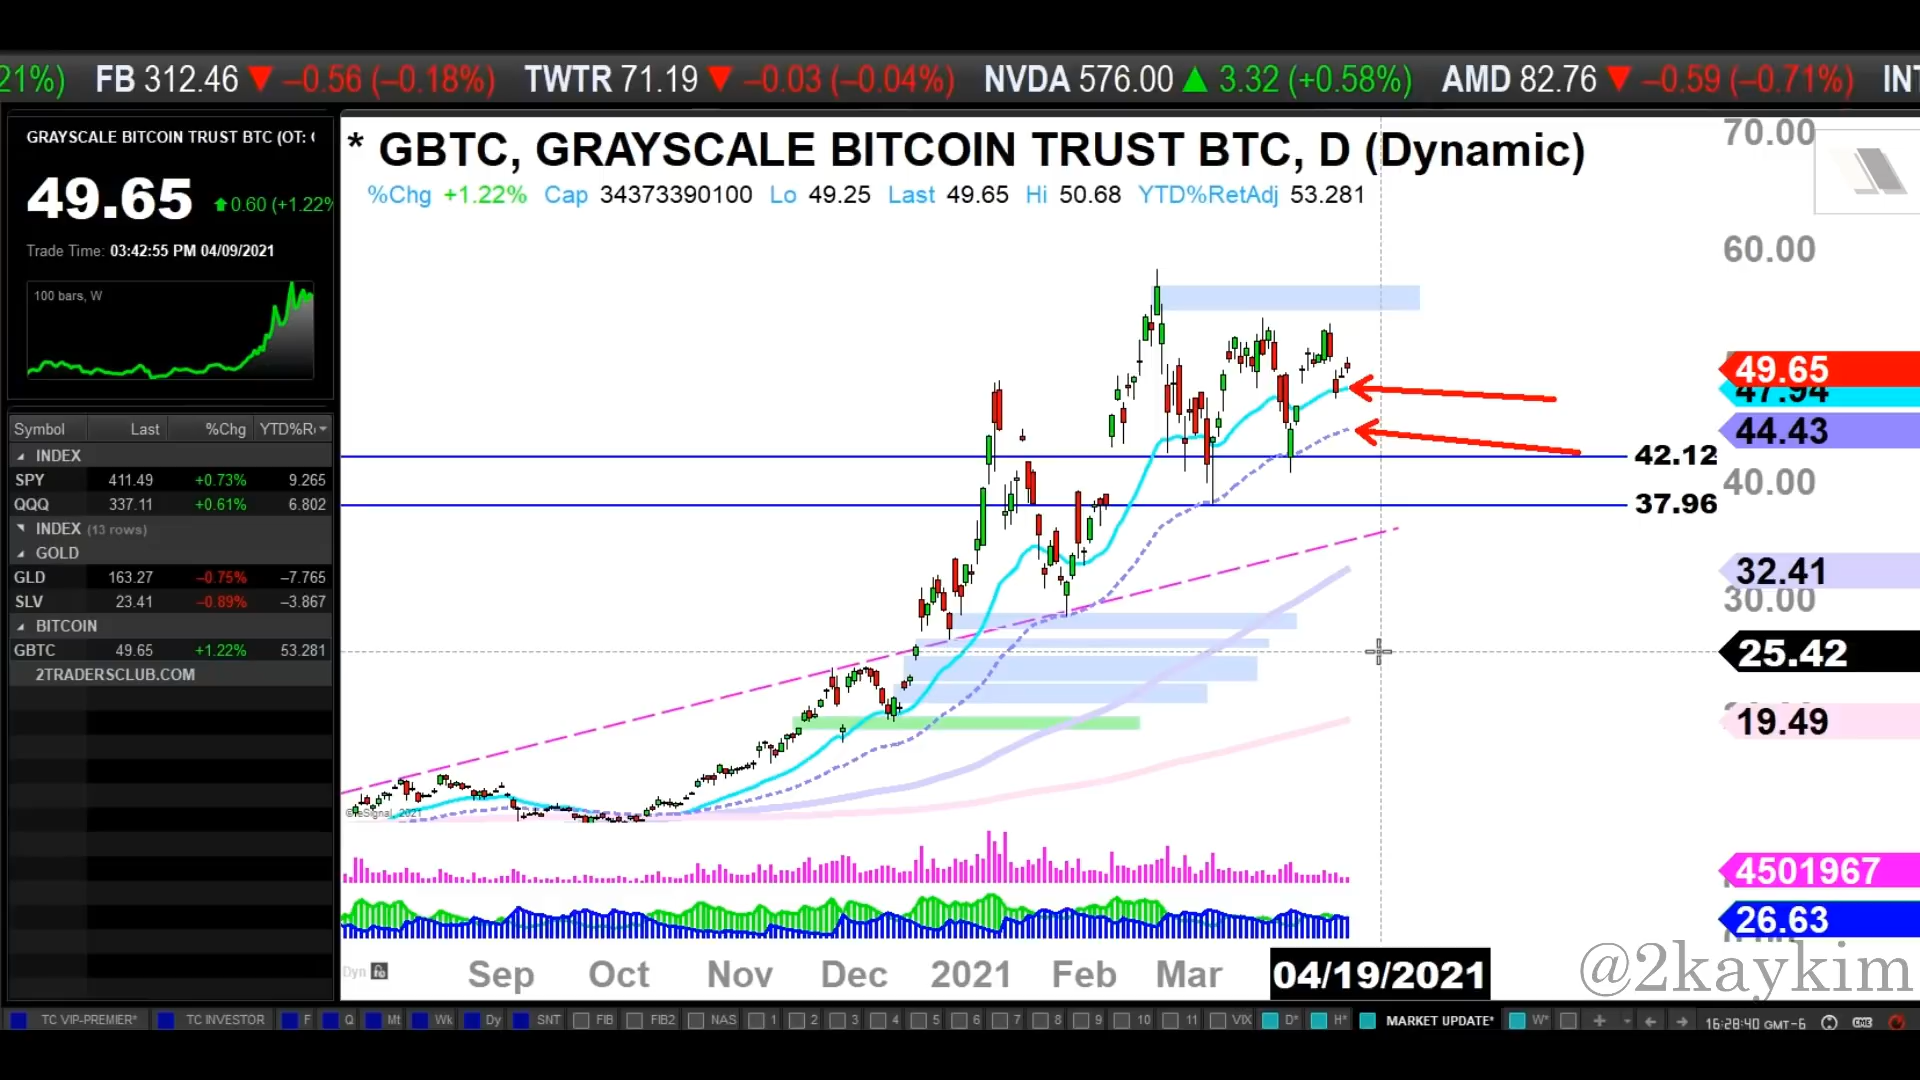 21%) FB 312.46 ▼ –0.56 (–0.18%) TWTR 71.19 ▼ –0.03 (–0.04%) NVDA 576.00 ▲ 3.32 (+0.58%) AMD 82.76 ▼ –0.59 (–0.71%) INT
GRAYSCALE BITCOIN TRUST BTC (OT:
49.65 0.60 (+1.22%
Trade Time: 03:42:55 PM 04/09/2021
100 bars, W
Symbol Last %Chg YTD%R
INDEX
SPY 411.49 +0.73% 9.265
QQQ 337.11 +0.61% 6.802
INDEX (13 rows)
GOLD
GLD 163.27 –0.75% –7.765
SLV 23.41 –0.89% –3.867
BITCOIN
GBTC 49.65 +1.22% 53.281
2TRADERSCLUB.COM
* GBTC, GRAYSCALE BITCOIN TRUST BTC, D (Dynamic)
%Chg +1.22% Cap 34373390100 Lo 49.25 Last 49.65 Hi 50.68 YTD%RetAdj 53.281
70.00
60.00
49.65
47.94
44.43
42.12
40.00
37.96
32.41
30.00
25.42
19.49
© eSignal, 2021
4501967
26.63
Dyn
Sep Oct Nov Dec 2021 Feb Mar 04/19/2021
@2kaykim
TC VIP-PREMIER* TC INVESTOR F Q Mt Wk Dy SNT FIB FIB2 NAS 1 2 3 4 5 6 7 8 9 10 11 VIX D* H* MARKET UPDATE* W* 16:28:40 GMT-6 CME